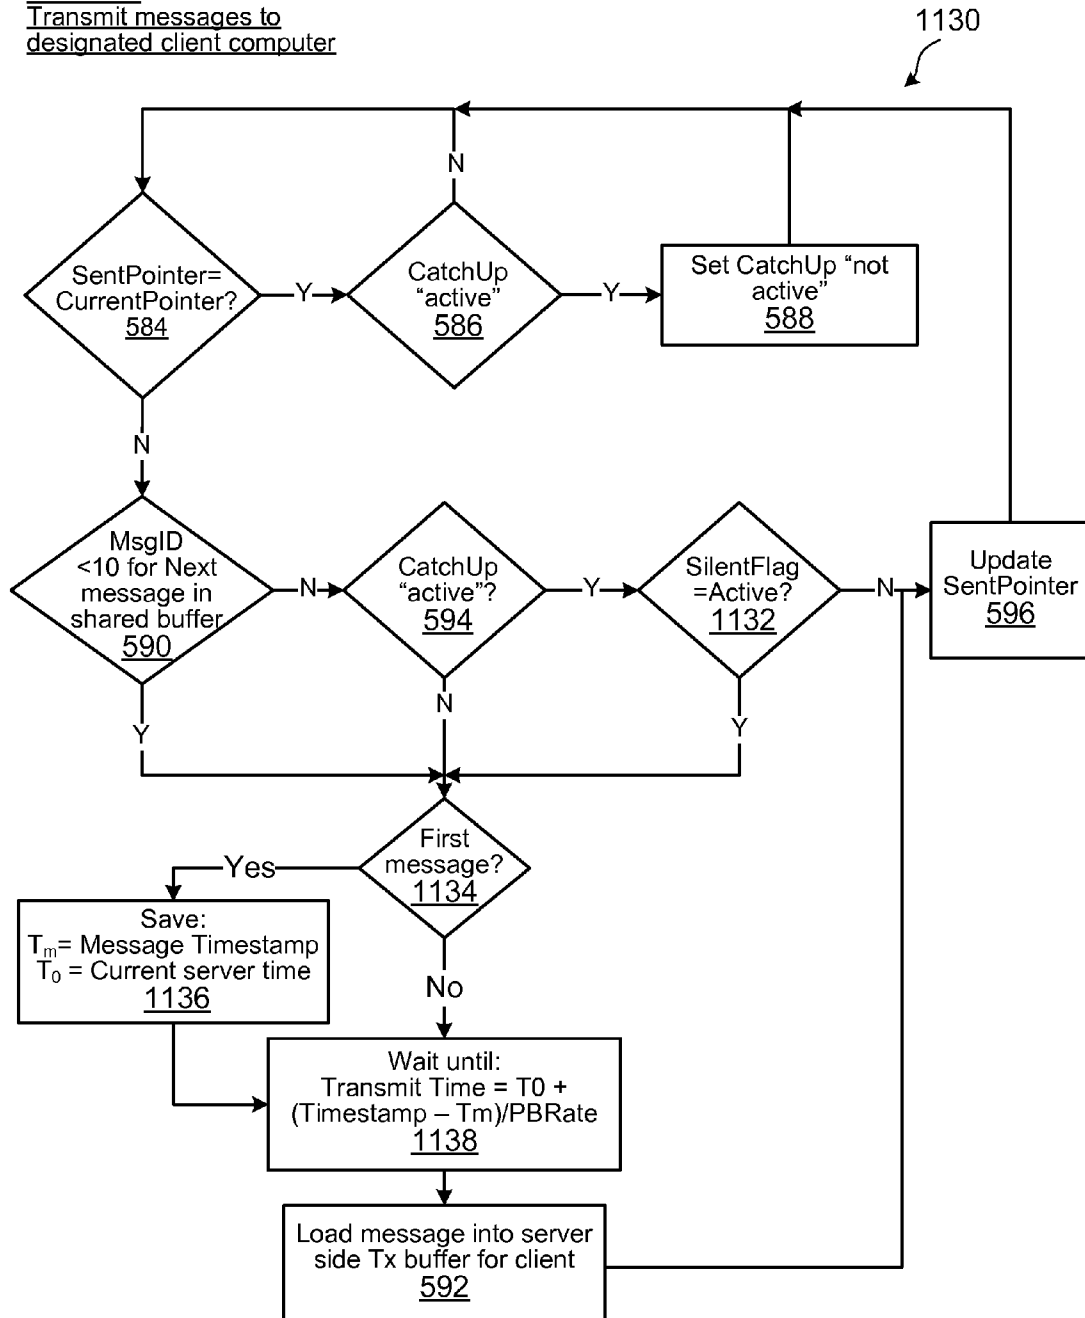 Transmit messages to
designated client computer
1130
N
SentPointer=
CurrentPointer?
584
Y
CatchUp
“active”
586
Y
Set CatchUp “not
active”
588
N
MsgID
<10 for Next
message in
shared buffer
590
N
CatchUp
“active”?
594
Y
SilentFlag
=Active?
1132
N
Update
SentPointer
596
Y
N
Y
First
message?
1134
Yes
Save:
Tm= Message Timestamp
T0 = Current server time
1136
No
Wait until:
Transmit Time = T0 +
(Timestamp – Tm)/PBRate
1138
Load message into server
side Tx buffer for client
592